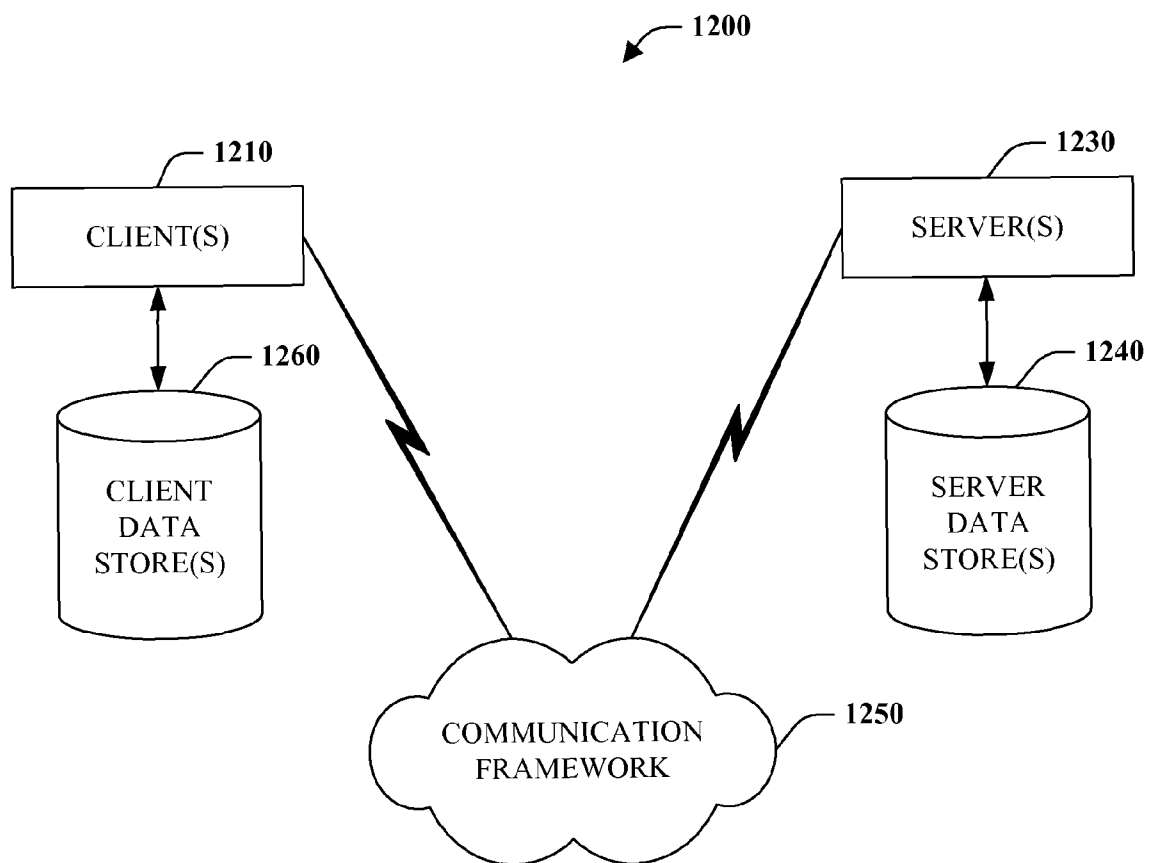 1200
1210
CLIENT(S)
1230
SERVER(S)
1260
CLIENT
DATA
STORE(S)
1240
SERVER
DATA
STORE(S)
COMMUNICATION
FRAMEWORK
1250